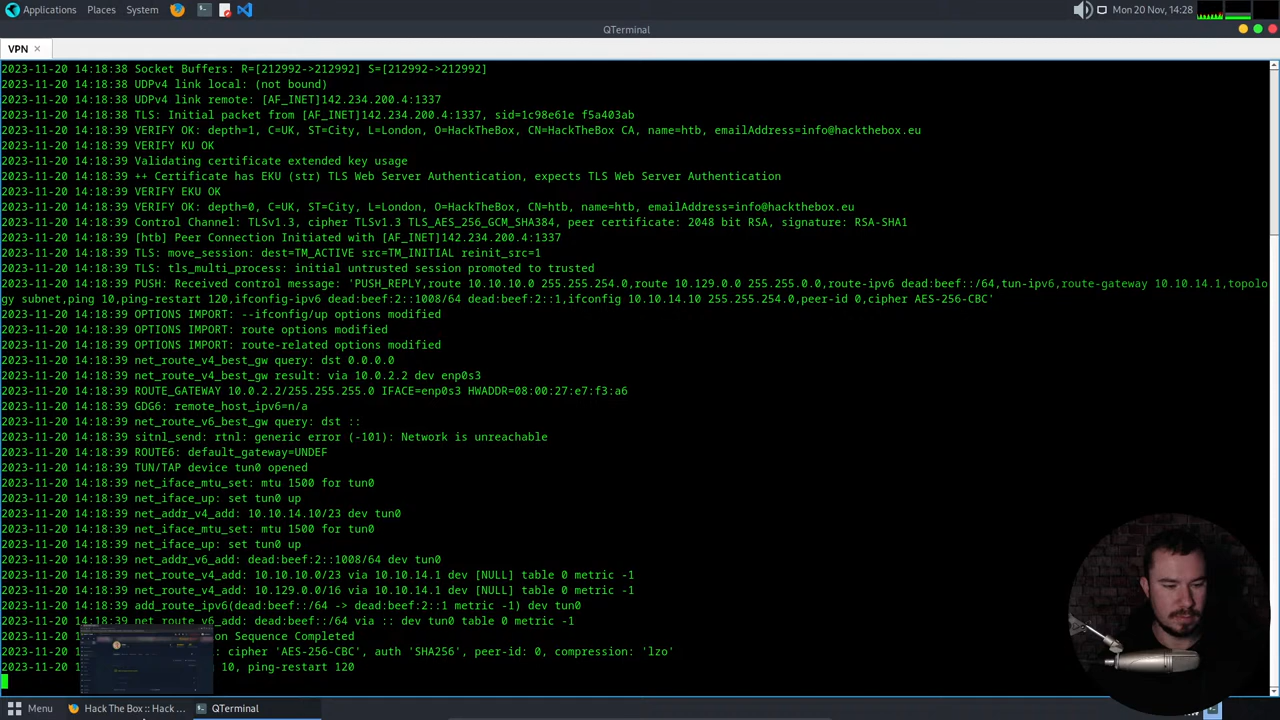 Applications Places System Mon 20 Nov, 14:28
QTerminal
VPN
2023-11-20 14:18:38 Socket Buffers: R=[212992->212992] S=[212992->212992]
2023-11-20 14:18:38 UDPv4 link local: (not bound)
2023-11-20 14:18:38 UDPv4 link remote: [AF_INET]142.234.200.4:1337
2023-11-20 14:18:38 TLS: Initial packet from [AF_INET]142.234.200.4:1337, sid=1c98e61e f5a403ab
2023-11-20 14:18:39 VERIFY OK: depth=1, C=UK, ST=City, L=London, O=HackTheBox, CN=HackTheBox CA, name=htb, emailAddress=info@hackthebox.eu
2023-11-20 14:18:39 VERIFY KU OK
2023-11-20 14:18:39 Validating certificate extended key usage
2023-11-20 14:18:39 ++ Certificate has EKU (str) TLS Web Server Authentication, expects TLS Web Server Authentication
2023-11-20 14:18:39 VERIFY EKU OK
2023-11-20 14:18:39 VERIFY OK: depth=0, C=UK, ST=City, L=London, O=HackTheBox, CN=htb, name=htb, emailAddress=info@hackthebox.eu
2023-11-20 14:18:39 Control Channel: TLSv1.3, cipher TLSv1.3 TLS_AES_256_GCM_SHA384, peer certificate: 2048 bit RSA, signature: RSA-SHA1
2023-11-20 14:18:39 [htb] Peer Connection Initiated with [AF_INET]142.234.200.4:1337
2023-11-20 14:18:39 TLS: move_session: dest=TM_ACTIVE src=TM_INITIAL reinit_src=1
2023-11-20 14:18:39 TLS: tls_multi_process: initial untrusted session promoted to trusted
2023-11-20 14:18:39 PUSH: Received control message: 'PUSH_REPLY,route 10.10.10.0 255.255.254.0,route 10.129.0.0 255.255.0.0,route-ipv6 dead:beef::/64,tun-ipv6,route-gateway 10.10.14.1,topolo
gy subnet,ping 10,ping-restart 120,ifconfig-ipv6 dead:beef:2::1008/64 dead:beef:2::1,ifconfig 10.10.14.10 255.255.254.0,peer-id 0,cipher AES-256-CBC'
2023-11-20 14:18:39 OPTIONS IMPORT: --ifconfig/up options modified
2023-11-20 14:18:39 OPTIONS IMPORT: route options modified
2023-11-20 14:18:39 OPTIONS IMPORT: route-related options modified
2023-11-20 14:18:39 net_route_v4_best_gw query: dst 0.0.0.0
2023-11-20 14:18:39 net_route_v4_best_gw result: via 10.0.2.2 dev enp0s3
2023-11-20 14:18:39 ROUTE_GATEWAY 10.0.2.2/255.255.255.0 IFACE=enp0s3 HWADDR=08:00:27:e7:f3:a6
2023-11-20 14:18:39 GDG6: remote_host_ipv6=n/a
2023-11-20 14:18:39 net_route_v6_best_gw query: dst ::
2023-11-20 14:18:39 sitnl_send: rtnl: generic error (-101): Network is unreachable
2023-11-20 14:18:39 ROUTE6: default_gateway=UNDEF
2023-11-20 14:18:39 TUN/TAP device tun0 opened
2023-11-20 14:18:39 net_iface_mtu_set: mtu 1500 for tun0
2023-11-20 14:18:39 net_iface_up: set tun0 up
2023-11-20 14:18:39 net_addr_v4_add: 10.10.14.10/23 dev tun0
2023-11-20 14:18:39 net_iface_mtu_set: mtu 1500 for tun0
2023-11-20 14:18:39 net_iface_up: set tun0 up
2023-11-20 14:18:39 net_addr_v6_add: dead:beef:2::1008/64 dev tun0
2023-11-20 14:18:39 net_route_v4_add: 10.10.10.0/23 via 10.10.14.1 dev [NULL] table 0 metric -1
2023-11-20 14:18:39 net_route_v4_add: 10.129.0.0/16 via 10.10.14.1 dev [NULL] table 0 metric -1
2023-11-20 14:18:39 add_route_ipv6(dead:beef::/64 -> dead:beef:2::1 metric -1) dev tun0
2023-11-20 14:18:39 net_route_v6_add: dead:beef::/64 via :: dev tun0 table 0 metric -1
2023-11-20 1 on Sequence Completed
2023-11-20 1 : cipher 'AES-256-CBC', auth 'SHA256', peer-id: 0, compression: 'lzo'
2023-11-20 1 10, ping-restart 120
Menu Hack The Box :: Hack ... QTerminal